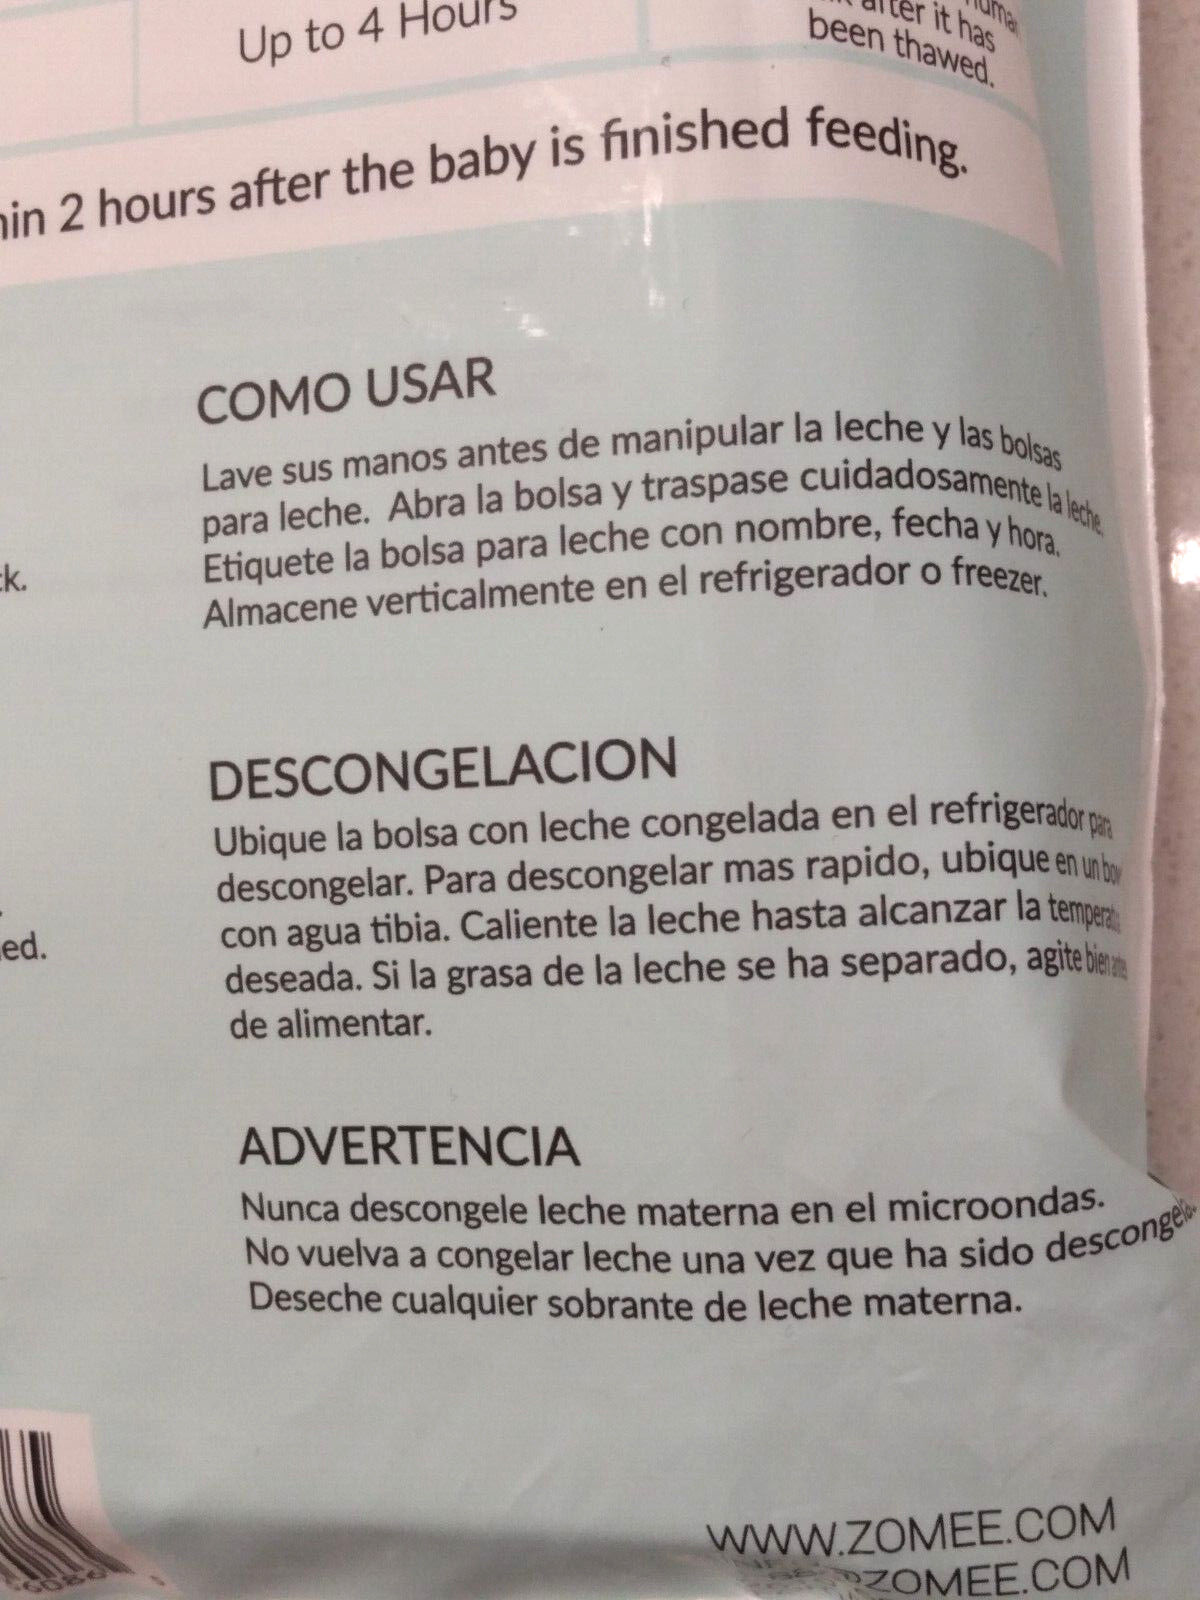 Up to 4 Hours
after it has
been thawed.
2 hours after the baby is finished feeding.
COMO USAR
Lave sus manos antes de manipular la leche y las bolsas
para leche. Abra la bolsa y traspase cuidadosamente la leche.
Etiquete la bolsa para leche con nombre, fecha y hora.
Almacene verticalmente en el refrigerador o freezer.
DESCONGELACION
Ubique la bolsa con leche congelada en el refrigerador para
descongelar. Para descongelar mas rapido, ubique en un
con agua tibia. Caliente la leche hasta alcanzar la
deseada. Si la grasa de la leche se ha separado, agite bien antes
de alimentar.
ADVERTENCIA
Nunca descongele leche materna en el microondas.
No vuelva a congelar leche una vez que ha sido
Deseche cualquier sobrante de leche materna.
WWW.ZOMEE.COM
ZOMEE.COM